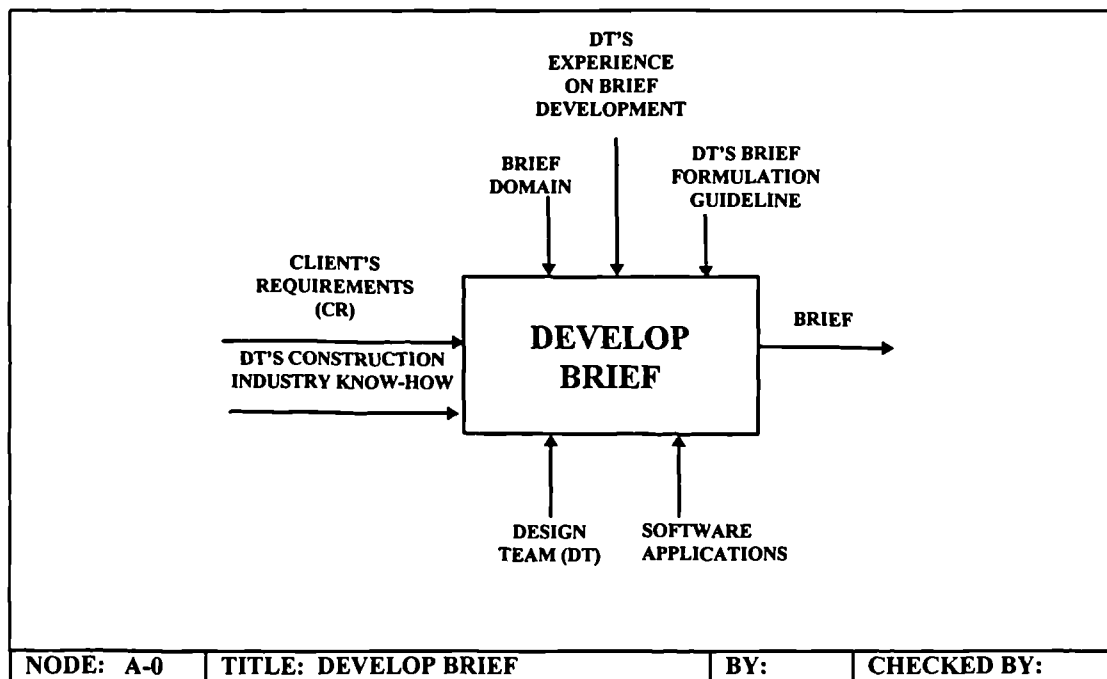 DT'S
EXPERIENCE
ON BRIEF
DEVELOPMENT
BRIEF
DOMAIN
DT'S BRIEF
FORMULATION
GUIDELINE
CLIENT'S
REQUIREMENTS
(CR)
DT'S CONSTRUCTION
INDUSTRY KNOW-HOW
DEVELOP
BRIEF
BRIEF
DESIGN
TEAM (DT)
SOFTWARE
APPLICATIONS
NODE: A-0
TITLE: DEVELOP BRIEF
BY:
CHECKED BY: